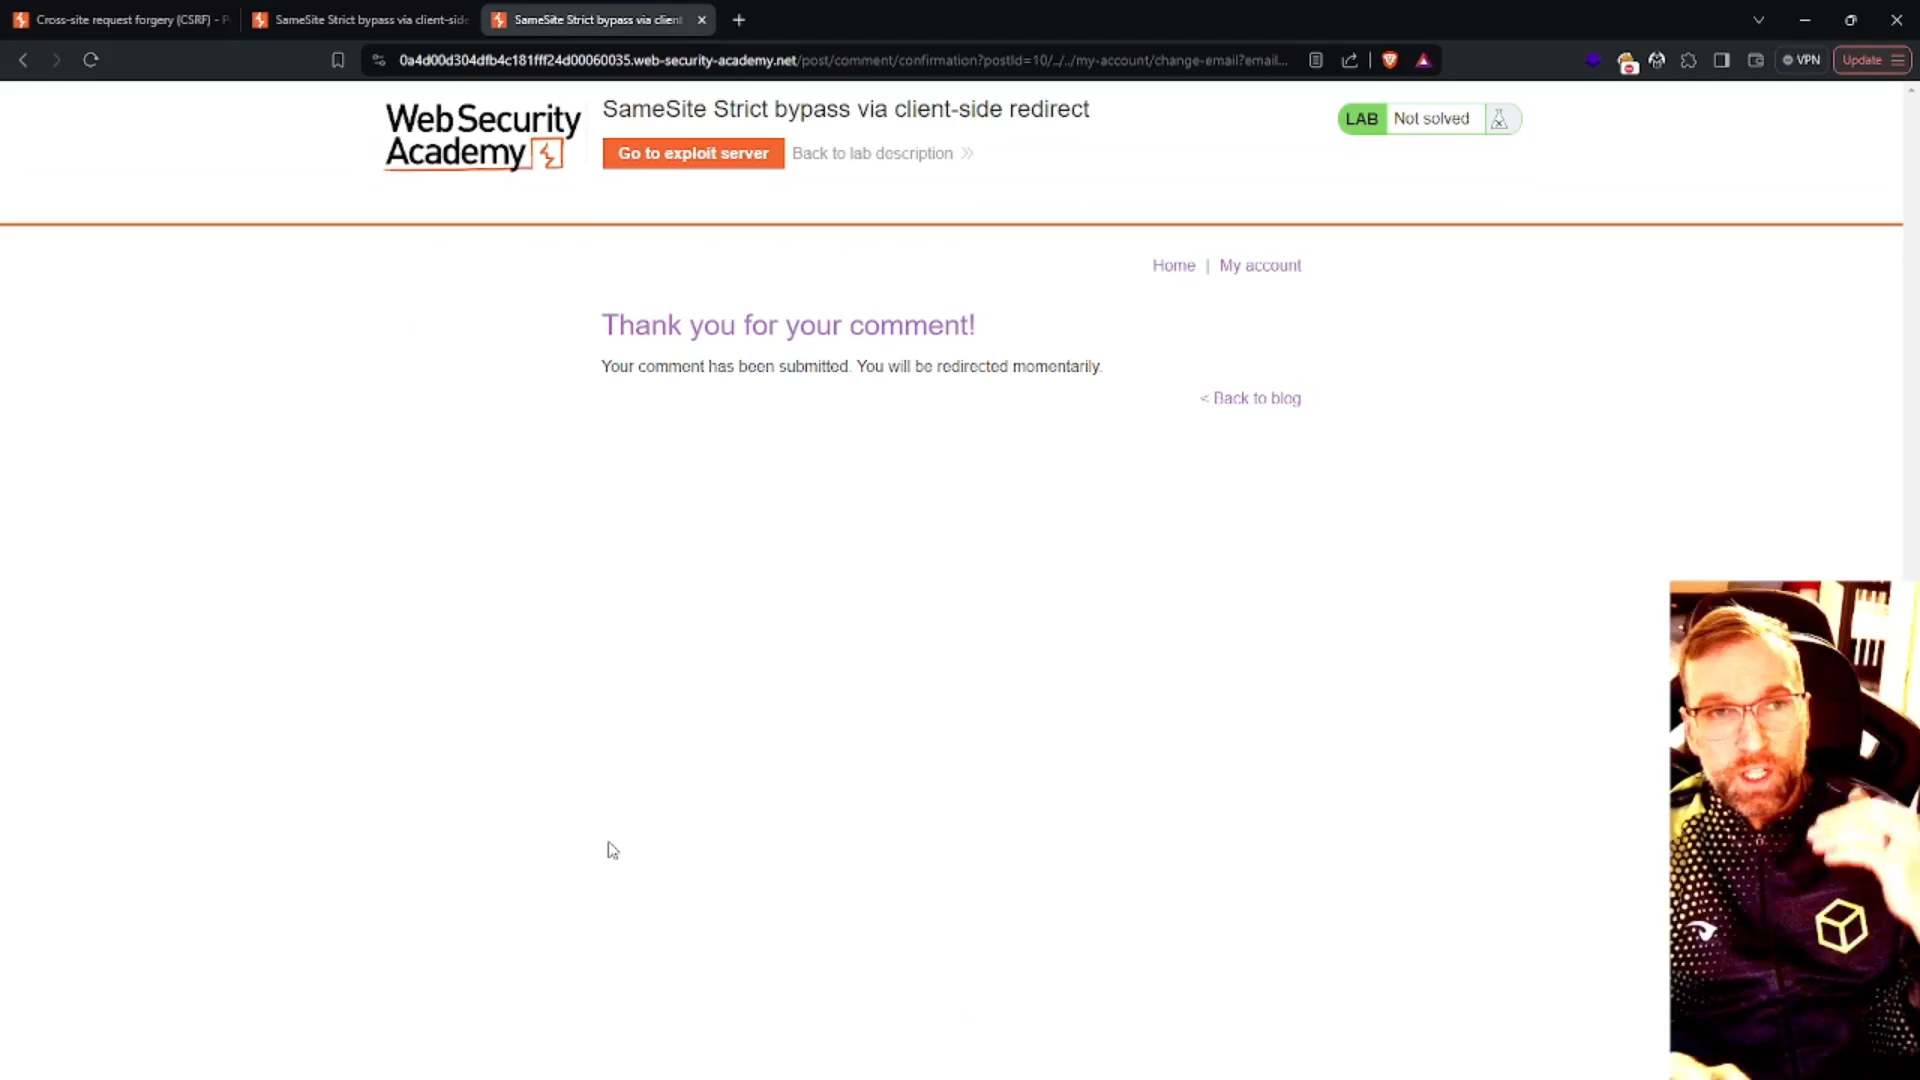 Cross-site request forgery (CSRF) - P
SameSite Strict bypass via client-side
SameSite Strict bypass via client
0a4d00d304dfb4c181fff24d00060035.web-security-academy.net/post/comment/confirmation?postId=10/../../my-account/change-email?email...
VPN
Update
WebSecurity
Academy
SameSite Strict bypass via client-side redirect
Go to exploit server
Back to lab description
LAB Not solved
Home | My account
Thank you for your comment!
Your comment has been submitted. You will be redirected momentarily.
< Back to blog